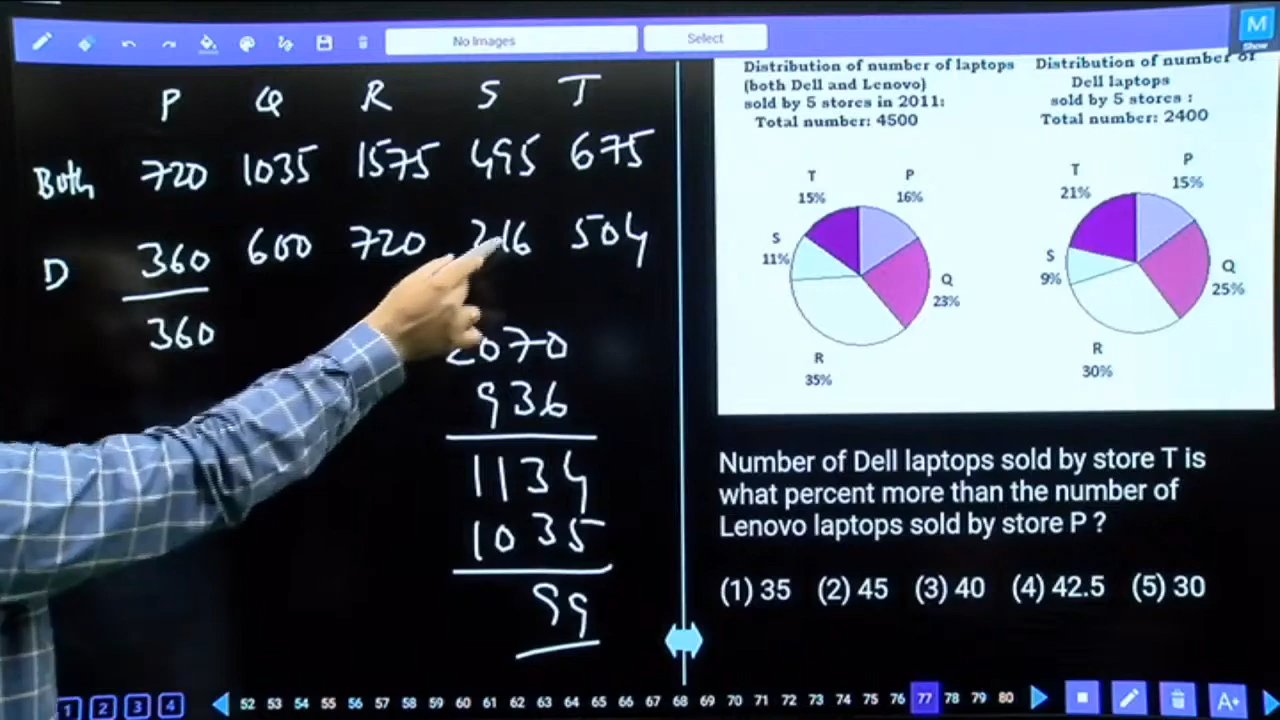 No Images
Select
M
Show
P Q R S T
Both 720 1035 1575 495 675
D 360 600 720 216 504
360
2070
936
1134
1035
99
Distribution of number of laptops
(both Dell and Lenovo)
sold by 5 stores in 2011:
Total number: 4500
T
15%
P
16%
S
11%
Q
23%
R
35%
Distribution of number of
Dell laptops
sold by 5 stores :
Total number: 2400
T
21%
P
15%
S
9%
Q
25%
R
30%
Number of Dell laptops sold by store T is
what percent more than the number of
Lenovo laptops sold by store P ?
(1) 35 (2) 45 (3) 40 (4) 42.5 (5) 30
1 2 3 4 52 53 54 55 56 57 58 59 60 61 62 63 64 65 66 67 68 69 70 71 72 73 74 75 76 77 78 79 80 A+